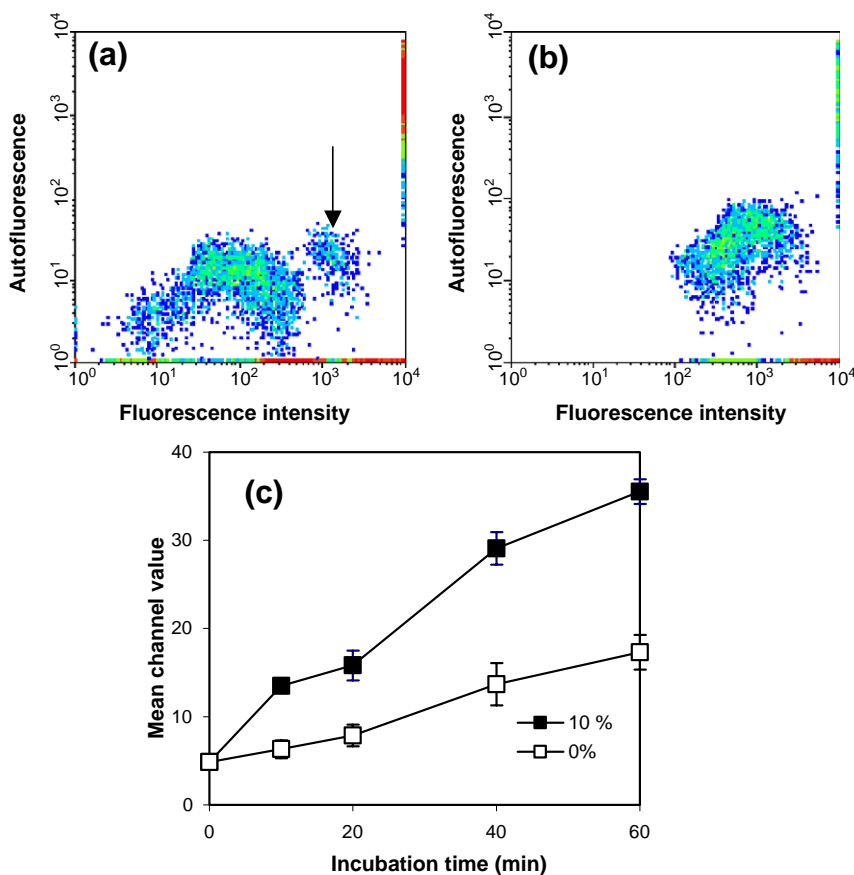 (a)
10^4
10^3
10^2
10^1
10^0
Autofluorescence
10^0 10^1 10^2 10^3 10^4
Fluorescence intensity
(b)
10^4
10^3
10^2
10^1
10^0
Autofluorescence
10^0 10^1 10^2 10^3 10^4
Fluorescence intensity
(c)
40
30
20
10
0
Mean channel value
10 %
0%
0 20 40 60
Incubation time (min)